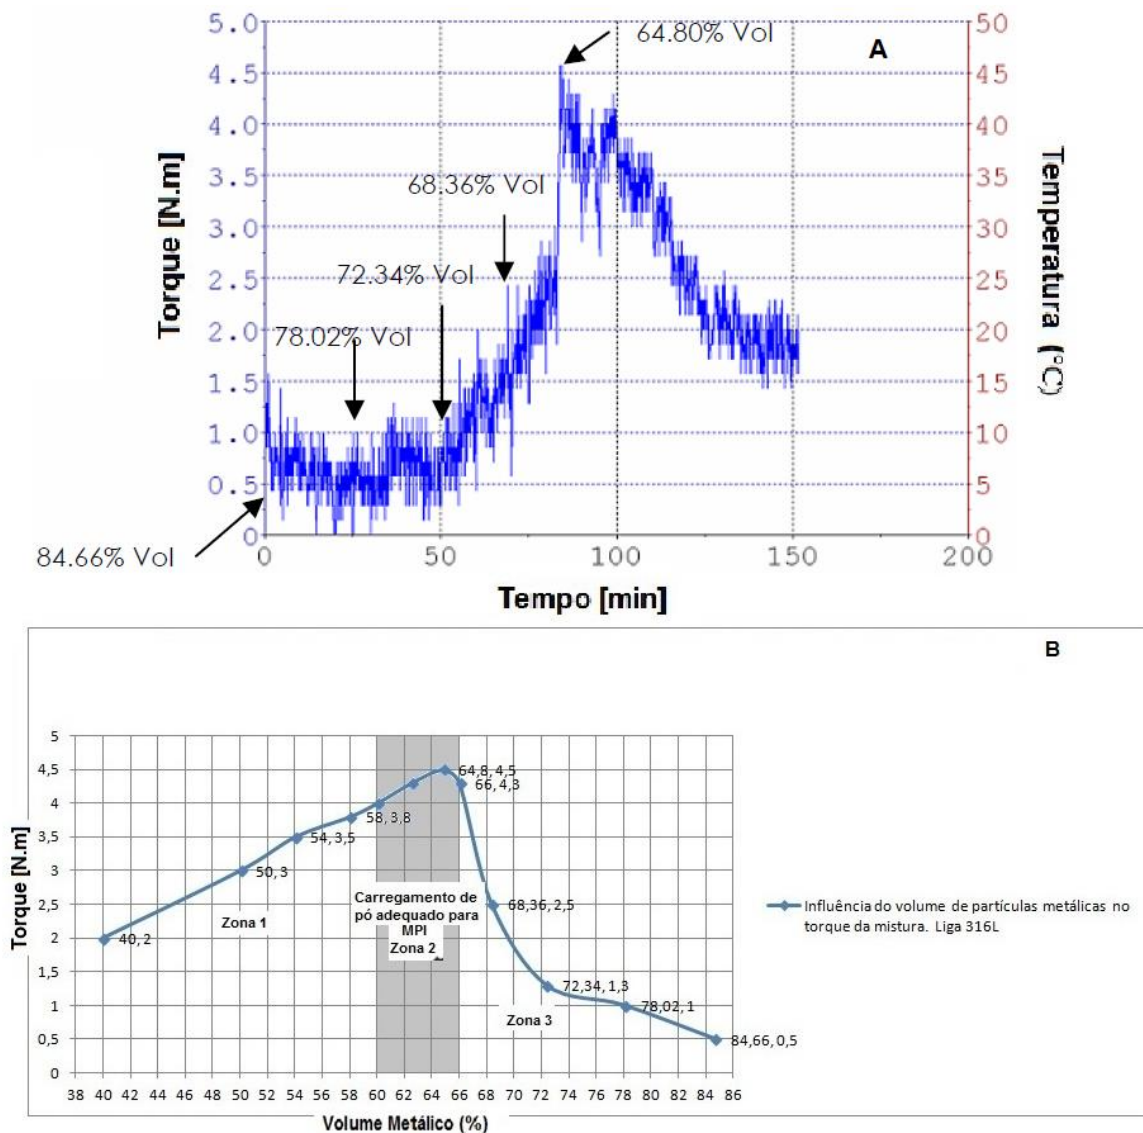 A
5.0
4.5
4.0
3.5
3.0
2.5
2.0
1.5
1.0
0.5
0
Torque [N.m]
50
45
40
35
30
25
20
15
10
5
0
Temperatura (°C)
64.80% Vol
68.36% Vol
72.34% Vol
78.02% Vol
84.66% Vol
0 50 100 150 200
Tempo [min]
B
5
4,5
4
3,5
3
2,5
2
1,5
1
0,5
0
Torque [N.m]
64,8, 4,5
66, 4,3
58, 3,8
54, 3,5
50, 3
40, 2
68,36, 2,5
72,34, 1,3
78,02, 1
84,66, 0,5
Zona 1
Carregamento de
pó adequado para
MPI
Zona 2
Zona 3
38 40 42 44 46 48 50 52 54 56 58 60 62 64 66 68 70 72 74 76 78 80 82 84 86
Volume Metálico (%)
Influência do volume de partículas metálicas no
torque da mistura. Liga 316L